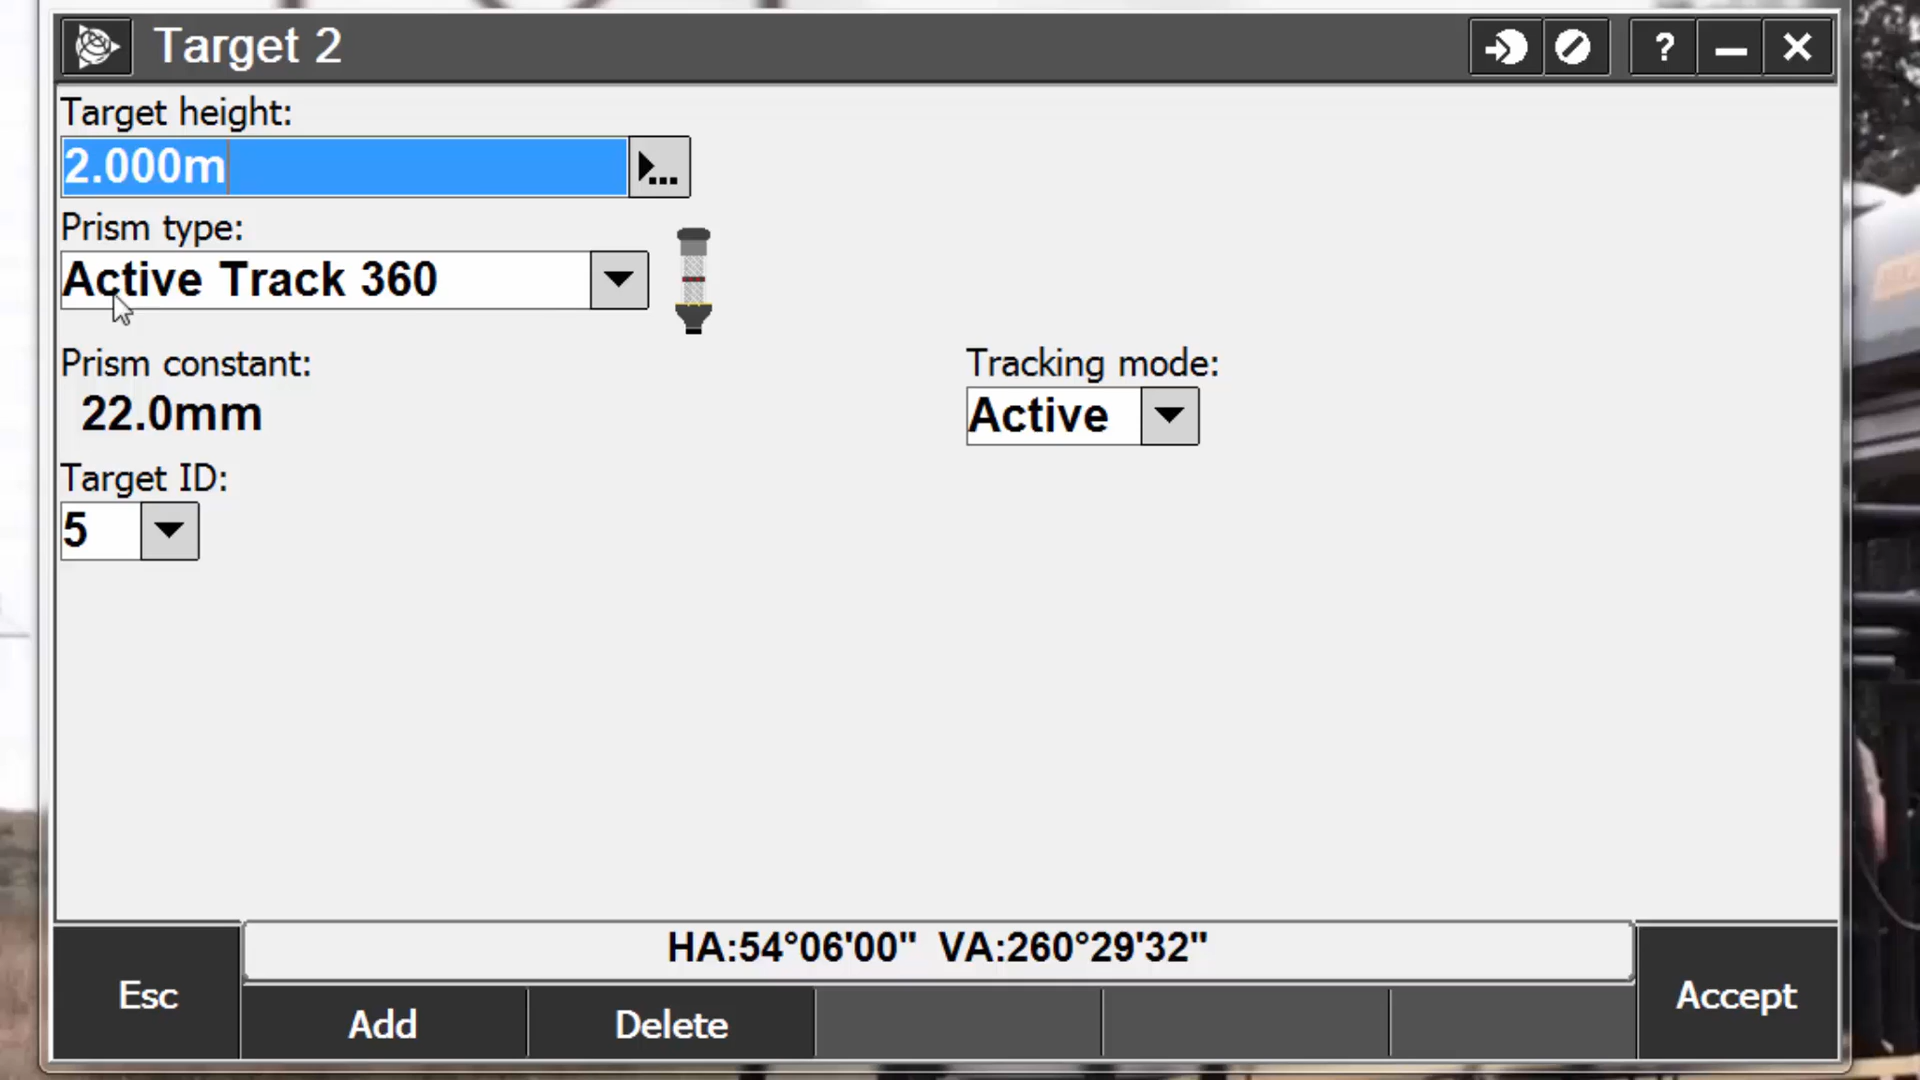 Target 2
?
Target height:
2.000m
Prism type:
Active Track 360
Prism constant:
22.0mm
Tracking mode:
Active
Target ID:
5
HA:54°06'00" VA:260°29'32"
Esc
Add
Delete
Accept